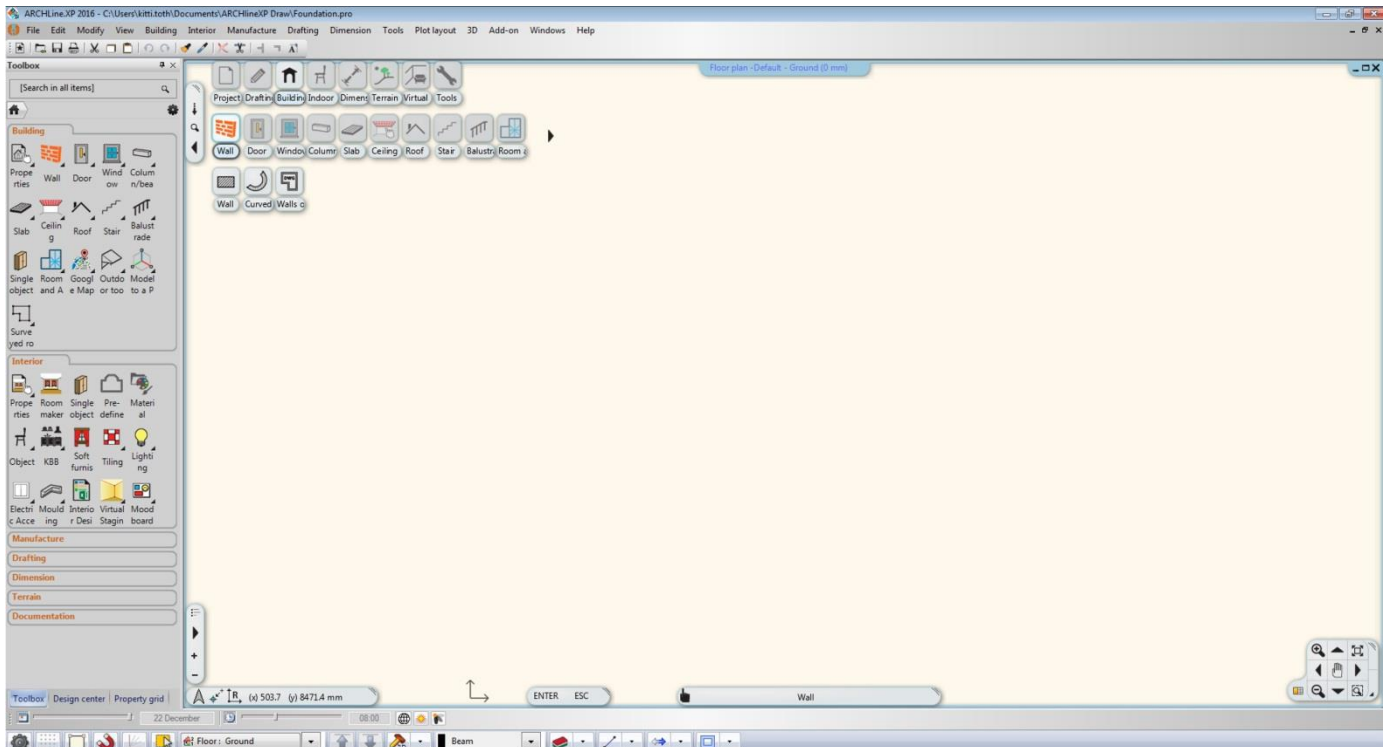 ARCHLine.XP 2016 - C:\Users\kitti.toth\Documents\ARCHlineXP Draw\Foundation.pro
File Edit Modify View Building Interior Manufacture Drafting Dimension Tools Plot layout 3D Add-on Windows Help
Toolbox
[Search in all items]
Building
Prope
rties
Wall
Door
Wind
ow
Colum
n/bea
Slab
Ceilin
g
Roof
Stair
Balust
rade
Single
object
Room
and A
Googl
e Map
Outdo
or too
Model
to a P
Surve
yed ro
Interior
Prope
rties
Room
maker
Single
object
Pre-
define
Materi
al
Object
KBB
Soft
furnis
Tiling
Lighti
ng
Electri
c Acce
Mould
ing
Interio
r Desi
Virtual
Stagin
Mood
board
Manufacture
Drafting
Dimension
Terrain
Documentation
Toolbox Design center Property grid
Floor plan -Default - Ground (0 mm)
Project Drafting Building Indoor Dimens Terrain Virtual Tools
Wall Door Window Column Slab Ceiling Roof Stair Balustr Room a
Wall Curved Walls o
DWG
R (x) 503.7 (y) 8471.4 mm
ENTER ESC
Wall
22 December 08:00
Floor: Ground Beam